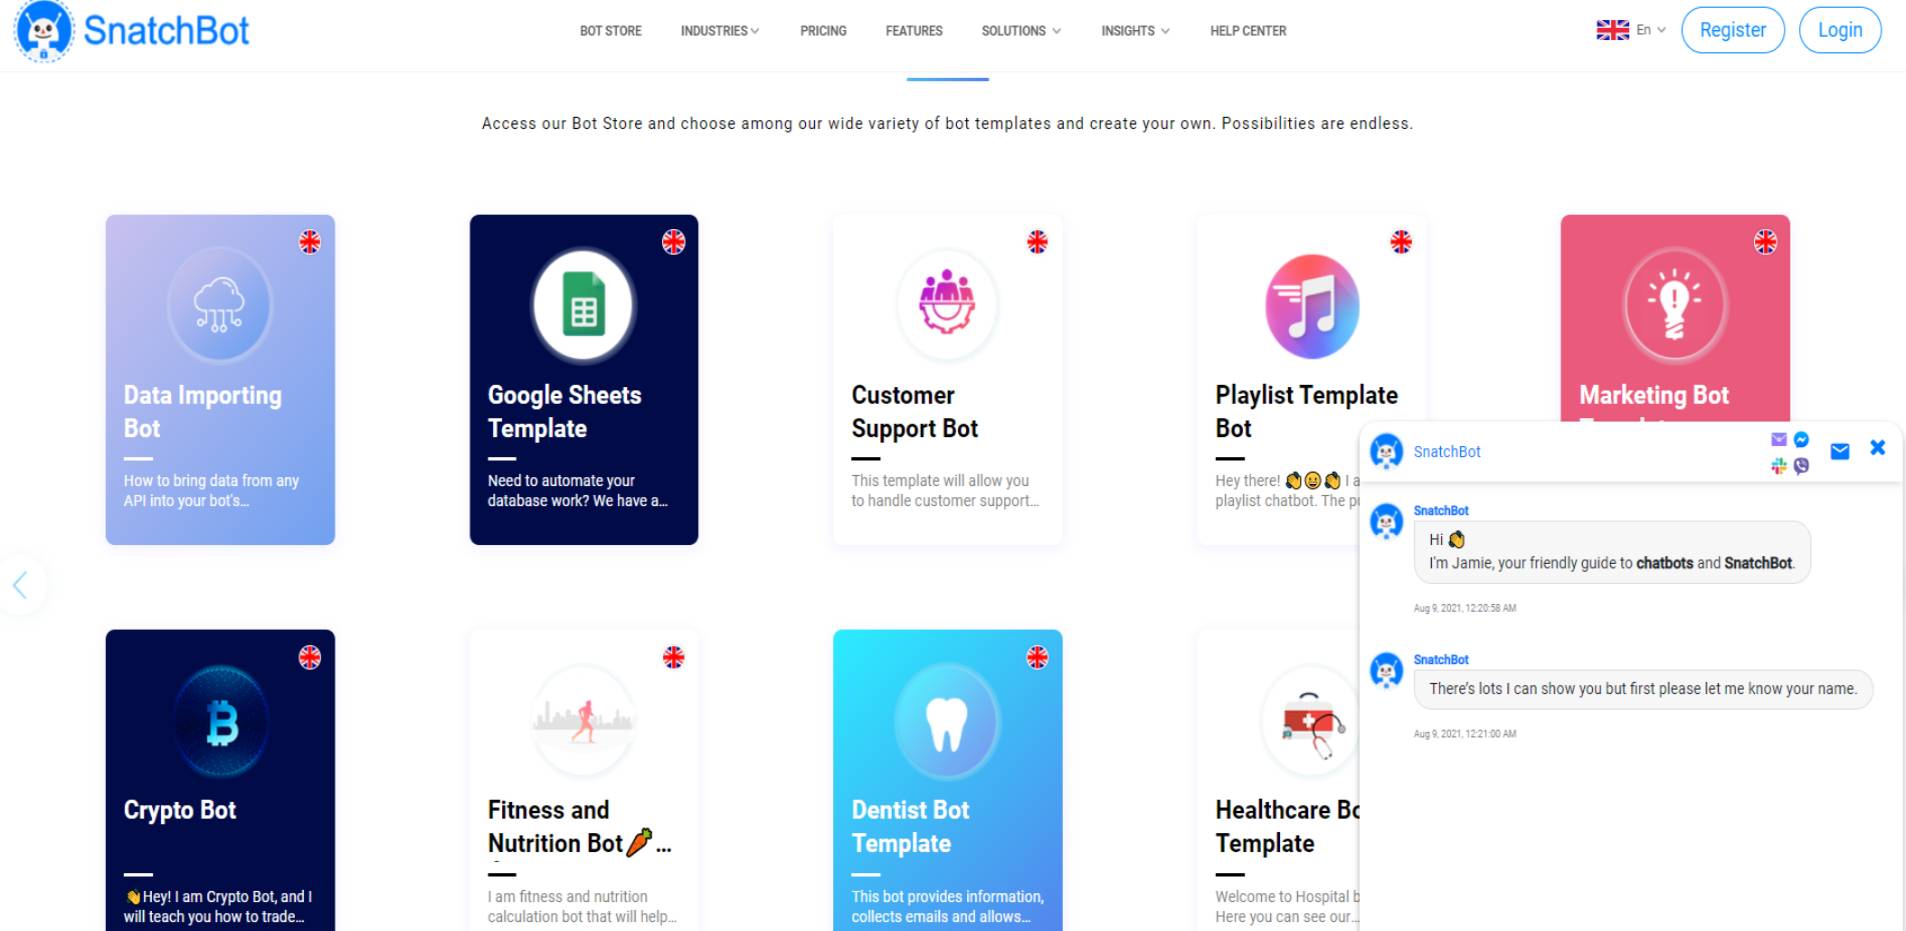 SnatchBot
BOT STORE
INDUSTRIES
PRICING
FEATURES
SOLUTIONS
INSIGHTS
HELP CENTER
En
Register
Login
Access our Bot Store and choose among our wide variety of bot templates and create your own. Possibilities are endless.
Data Importing
Bot
How to bring data from any
API into your bot's...
Google Sheets
Template
Need to automate your
database work? We have a...
Customer
Support Bot
This template will allow you
to handle customer support...
Playlist Template
Bot
Hey there! 👏😀👏 I a
playlist chatbot. The p
Marketing Bot
SnatchBot
SnatchBot
Hi 👏
I'm Jamie, your friendly guide to chatbots and SnatchBot.
Aug 9, 2021, 12:20:58 AM
SnatchBot
There's lots I can show you but first please let me know your name.
Aug 9, 2021, 12:21:00 AM
Crypto Bot
👏Hey! I am Crypto Bot, and I
will teach you how to trade...
Fitness and
Nutrition Bot🥕 ...
I am fitness and nutrition
calculation bot that will help...
Dentist Bot
Template
This bot provides information,
collects emails and allows...
Healthcare Bo
Template
Welcome to Hospital b
Here you can see our...